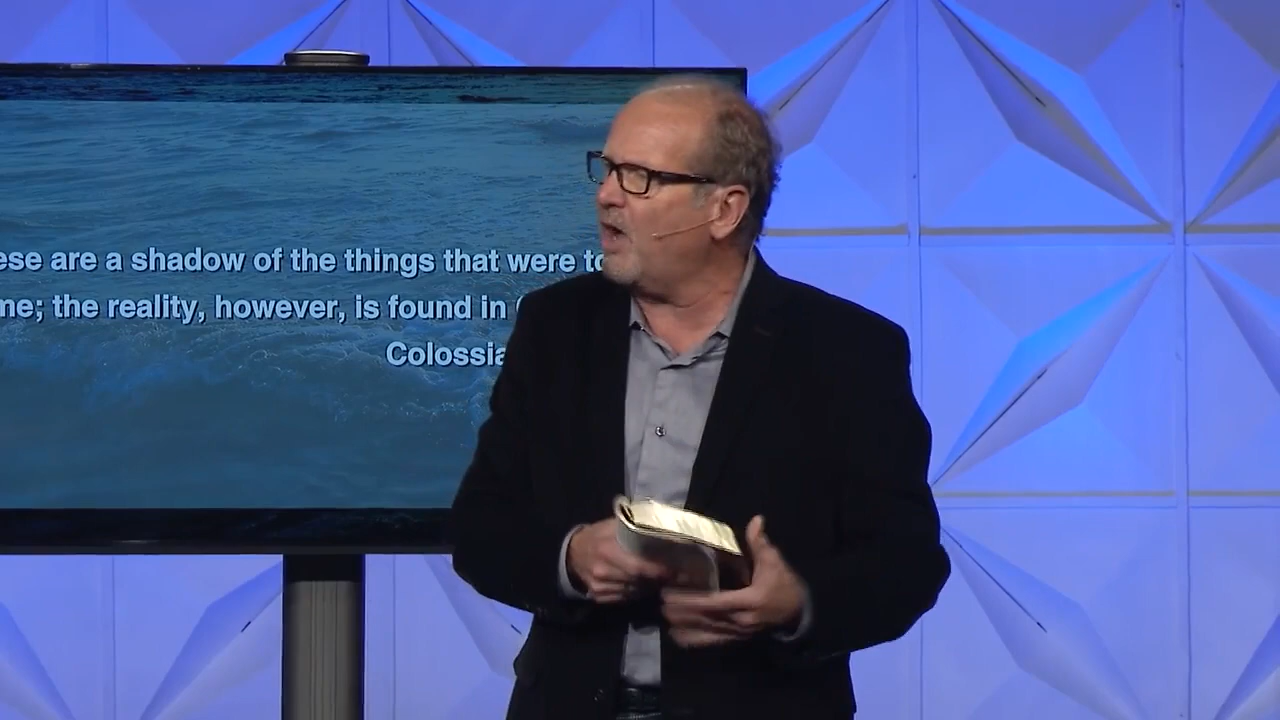 ese are a shadow of the things that were to
me; the reality, however, is found in
Colossia